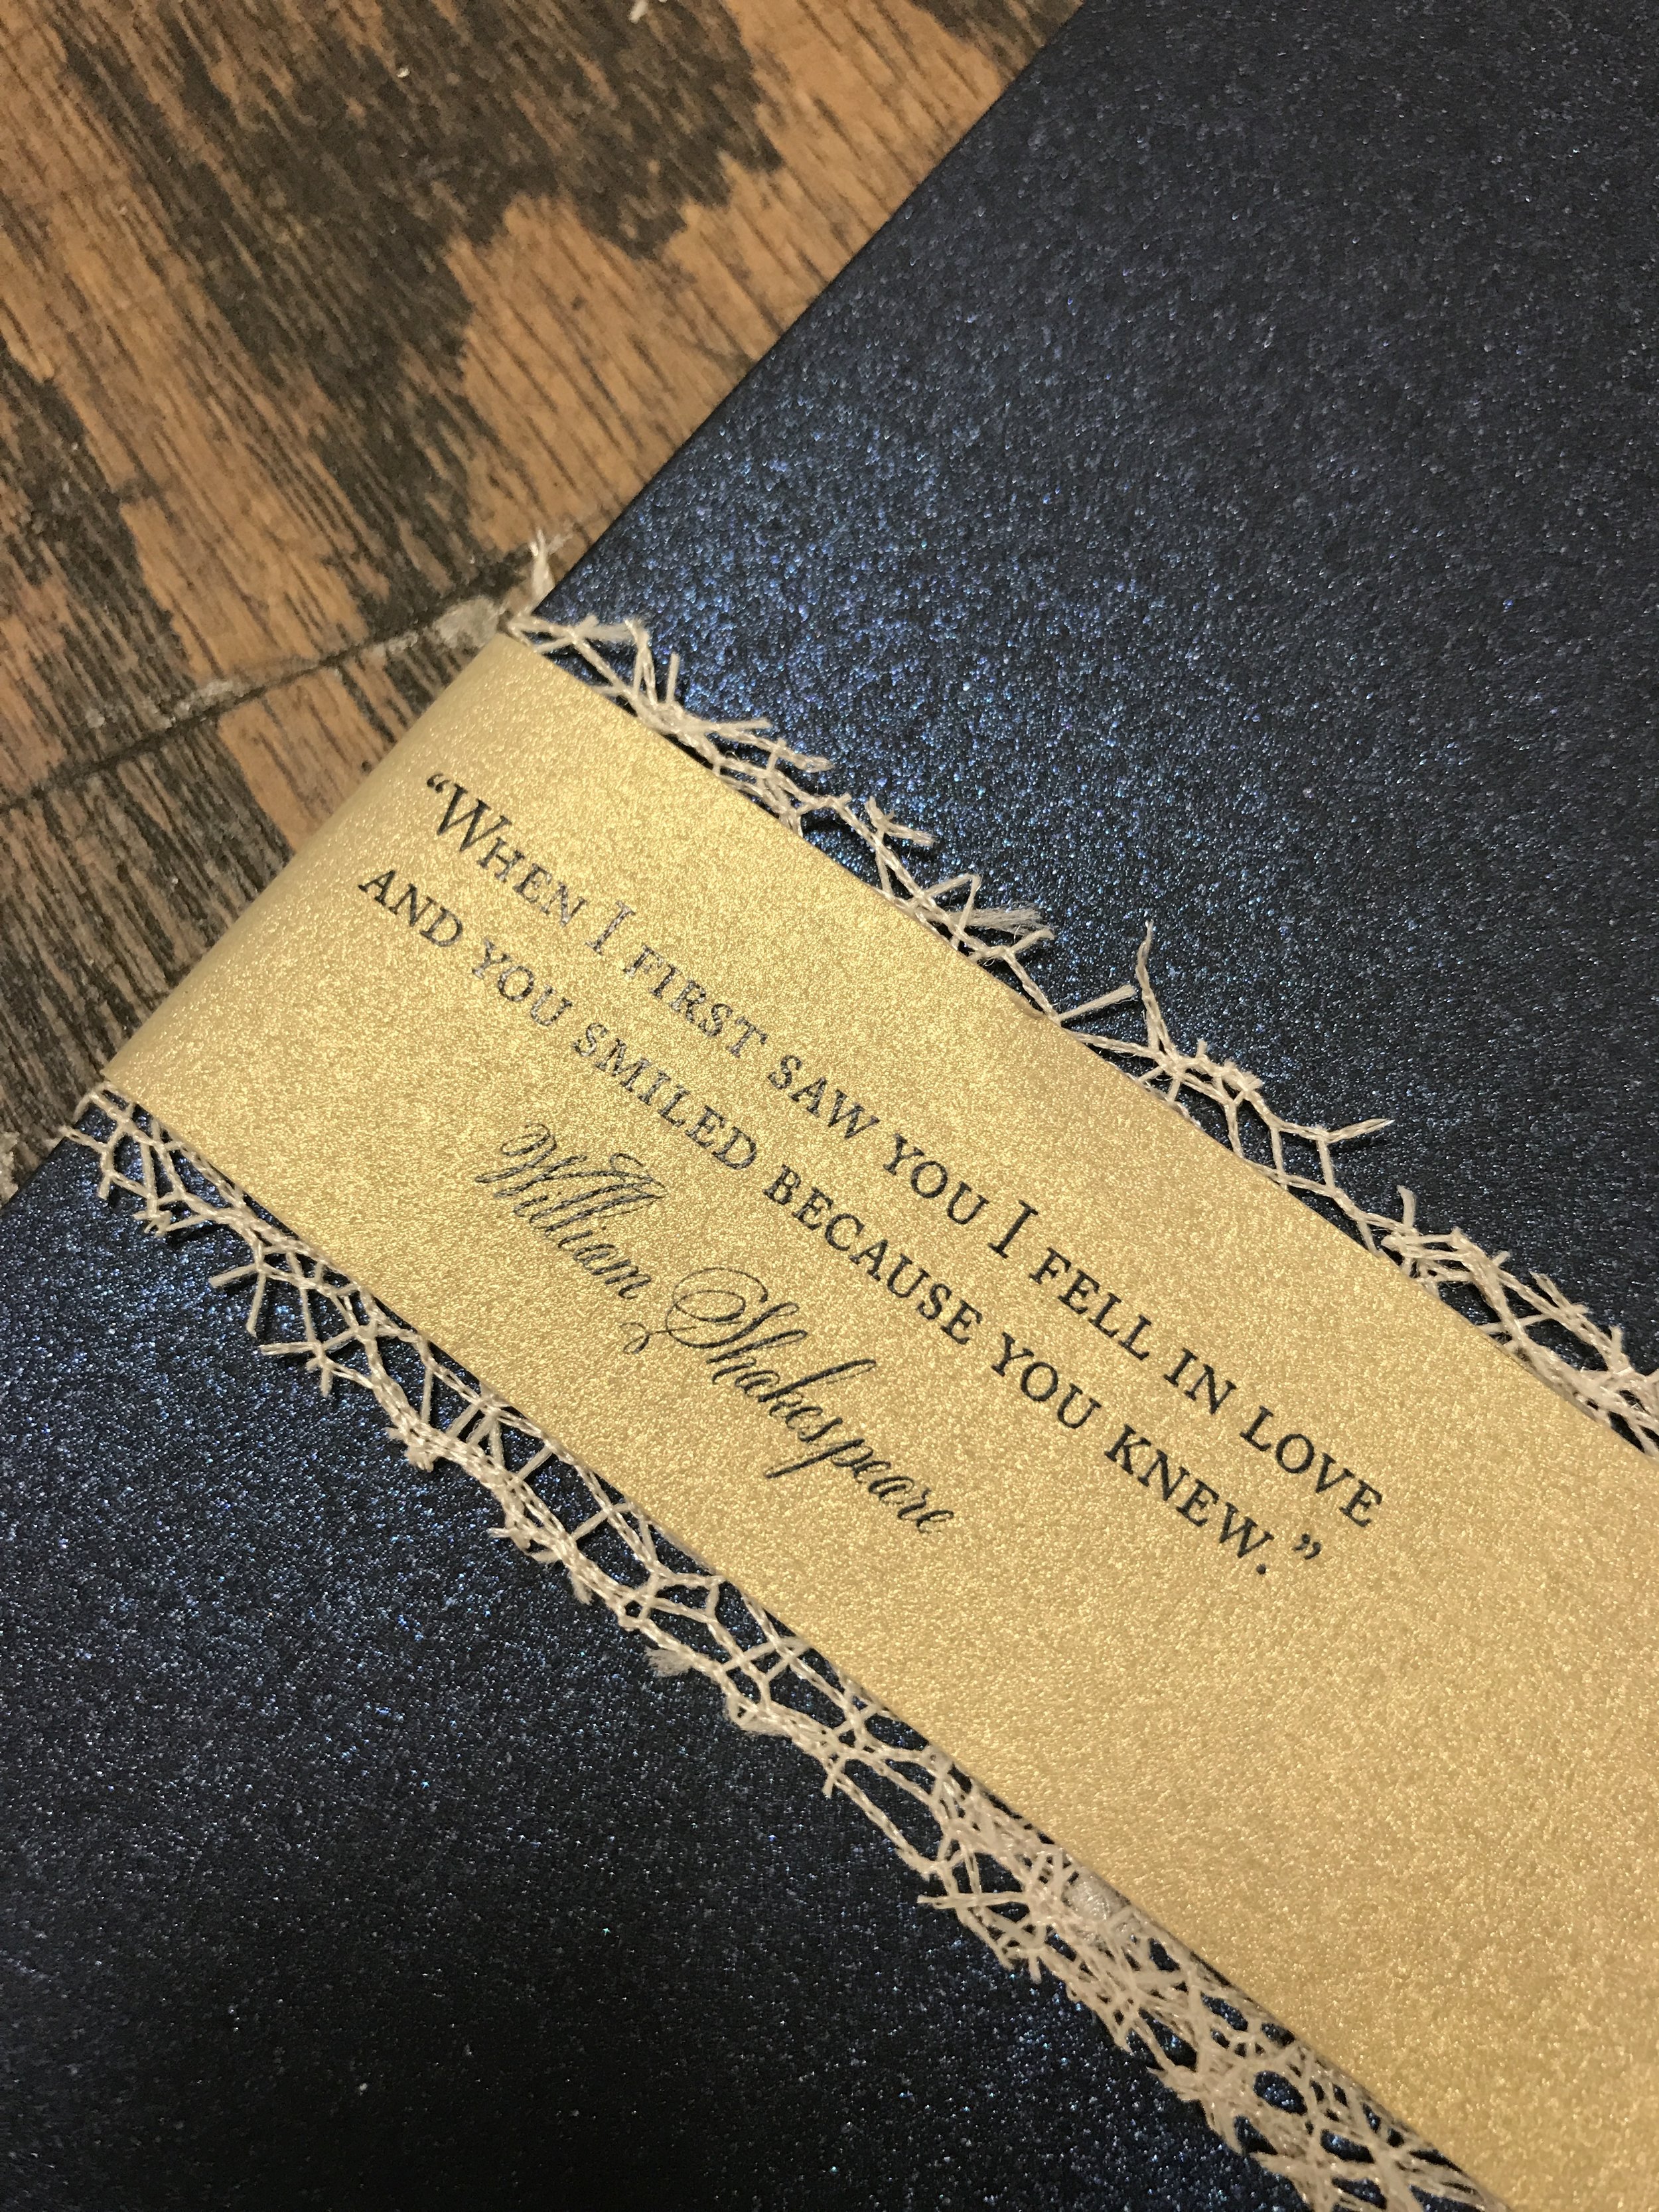 “When I first saw you I fell in love
and you smiled because you knew.”
William Shakespeare